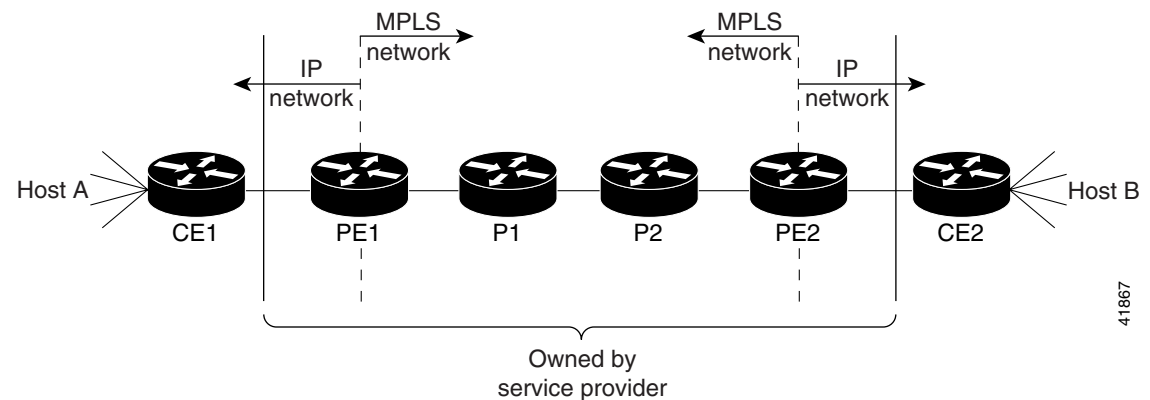 MPLS
network
MPLS
network
IP
network
IP
network
Host A
Host B
CE1
PE1
P1
P2
PE2
CE2
41867
Owned by
service provider